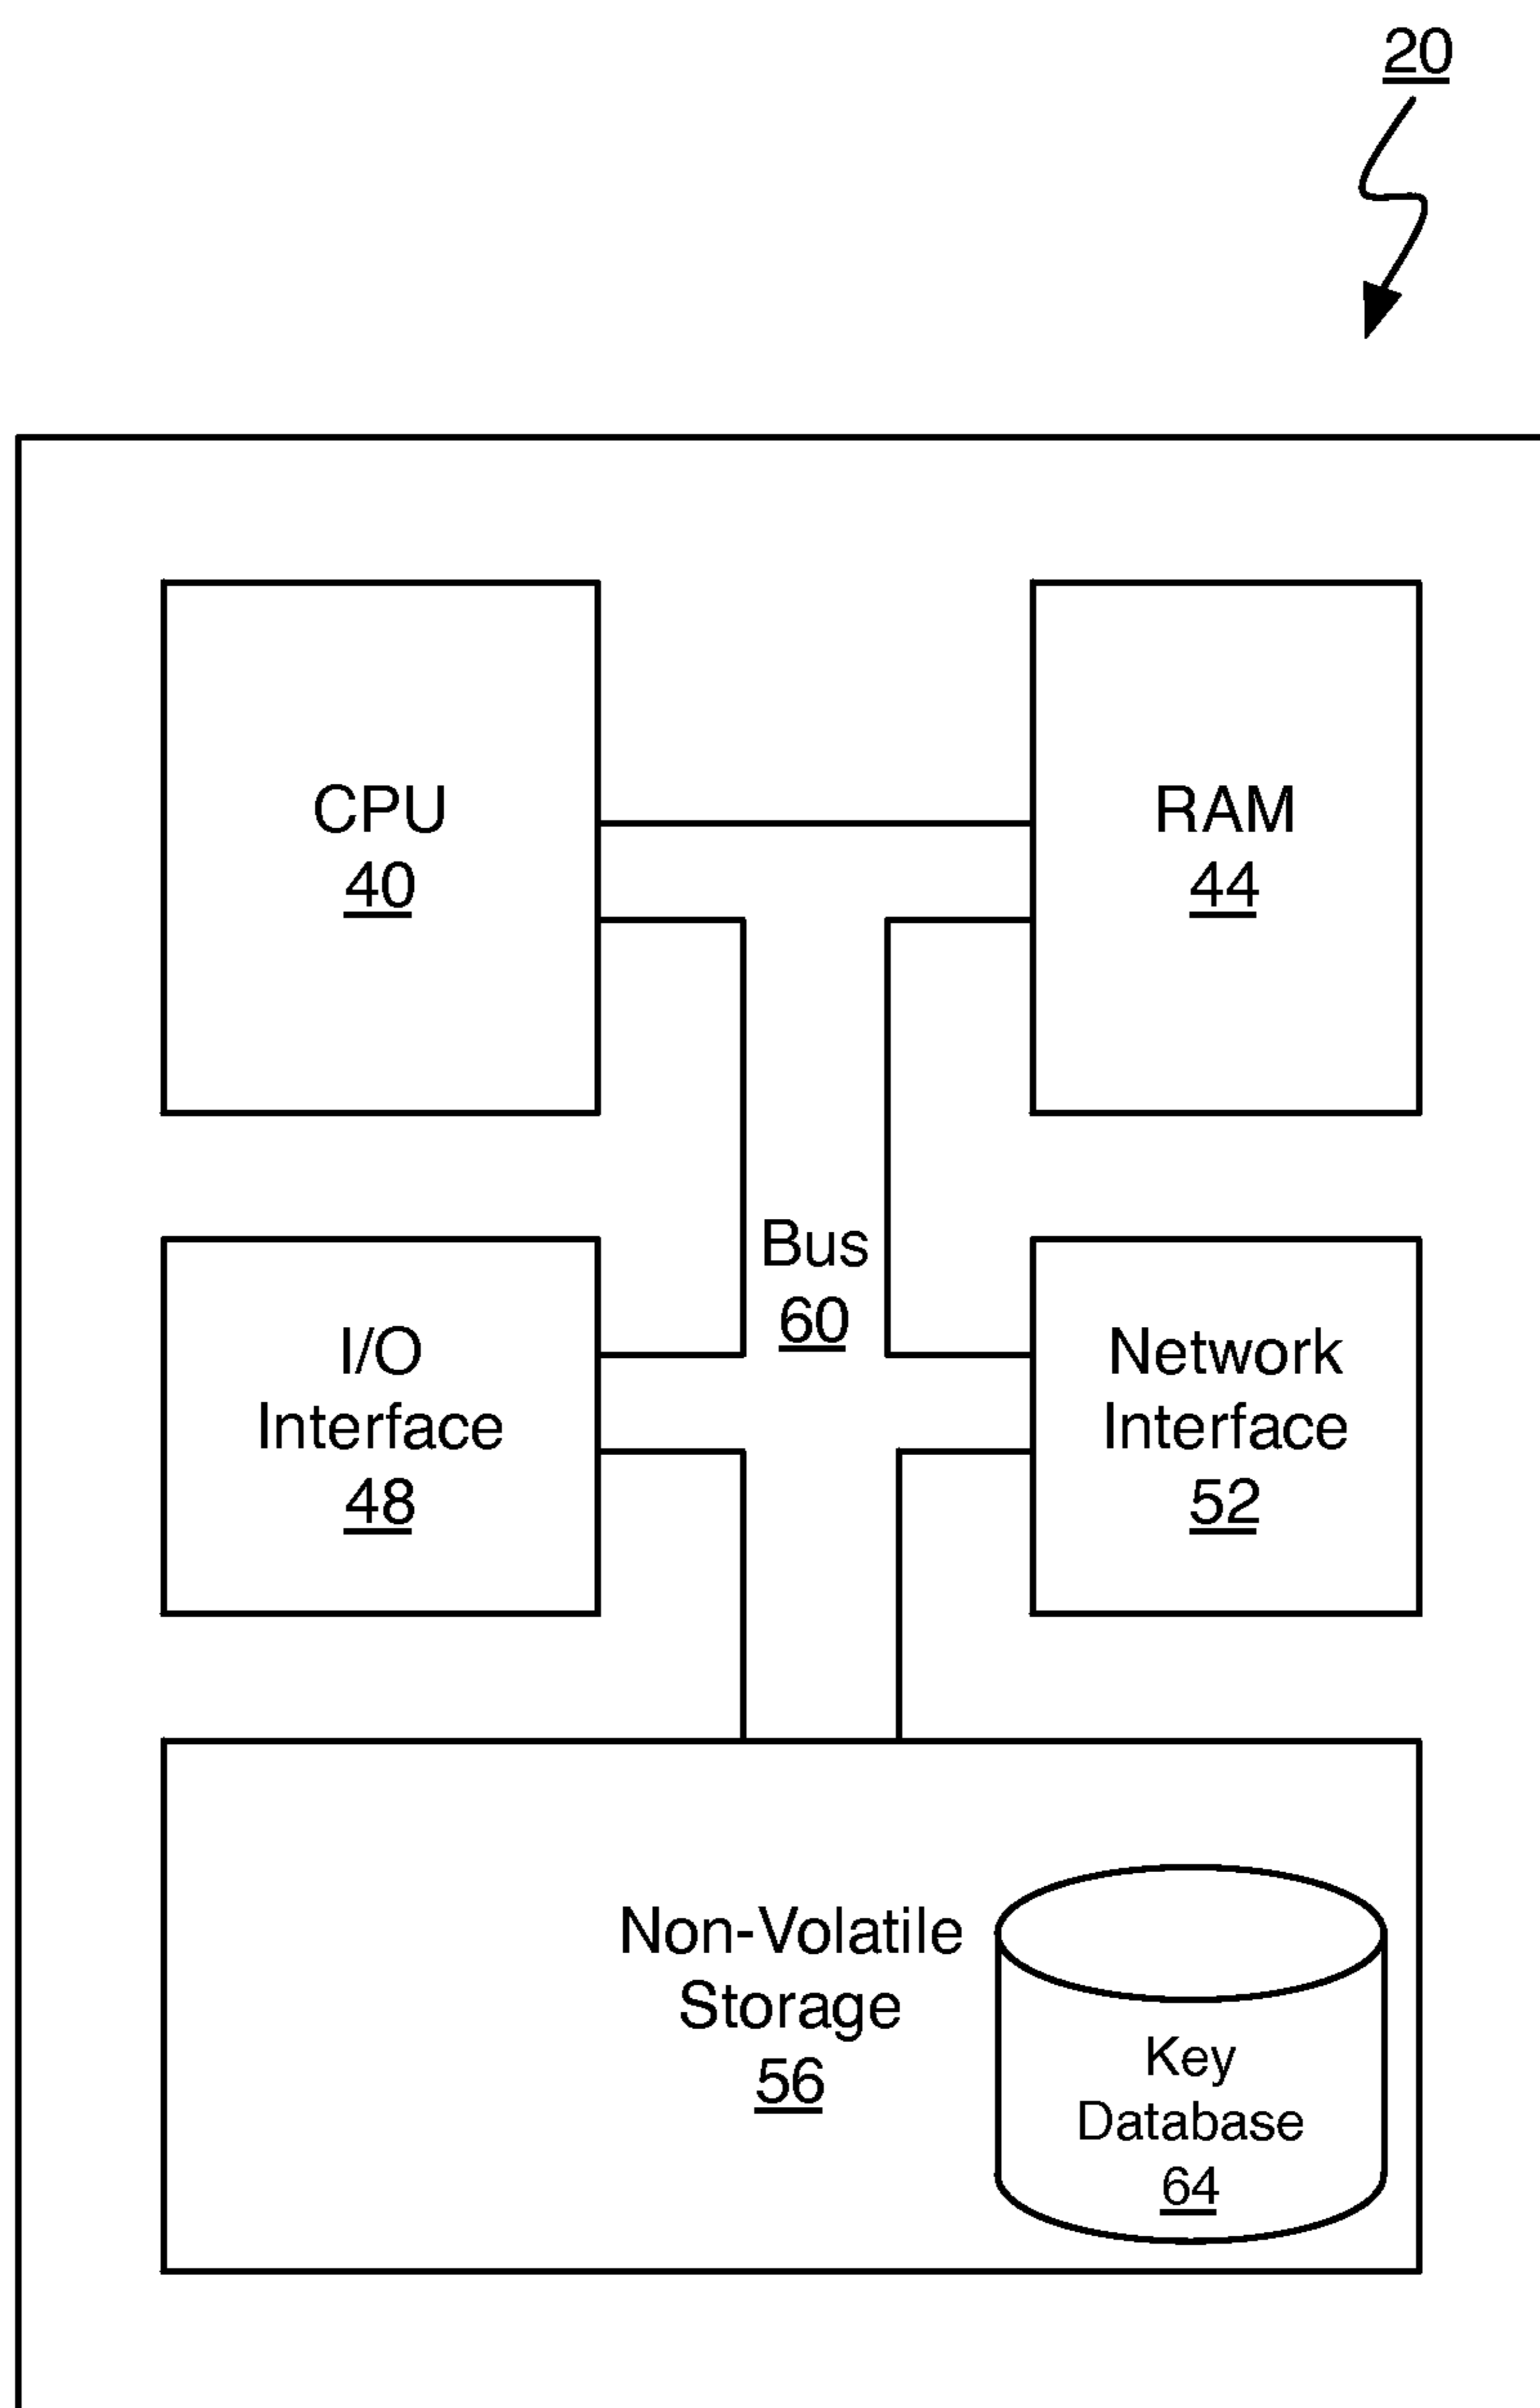 20
CPU
40
RAM
44
Bus
60
I/O
Interface
48
Network
Interface
52
Non-Volatile
Storage
56
Key
Database
64